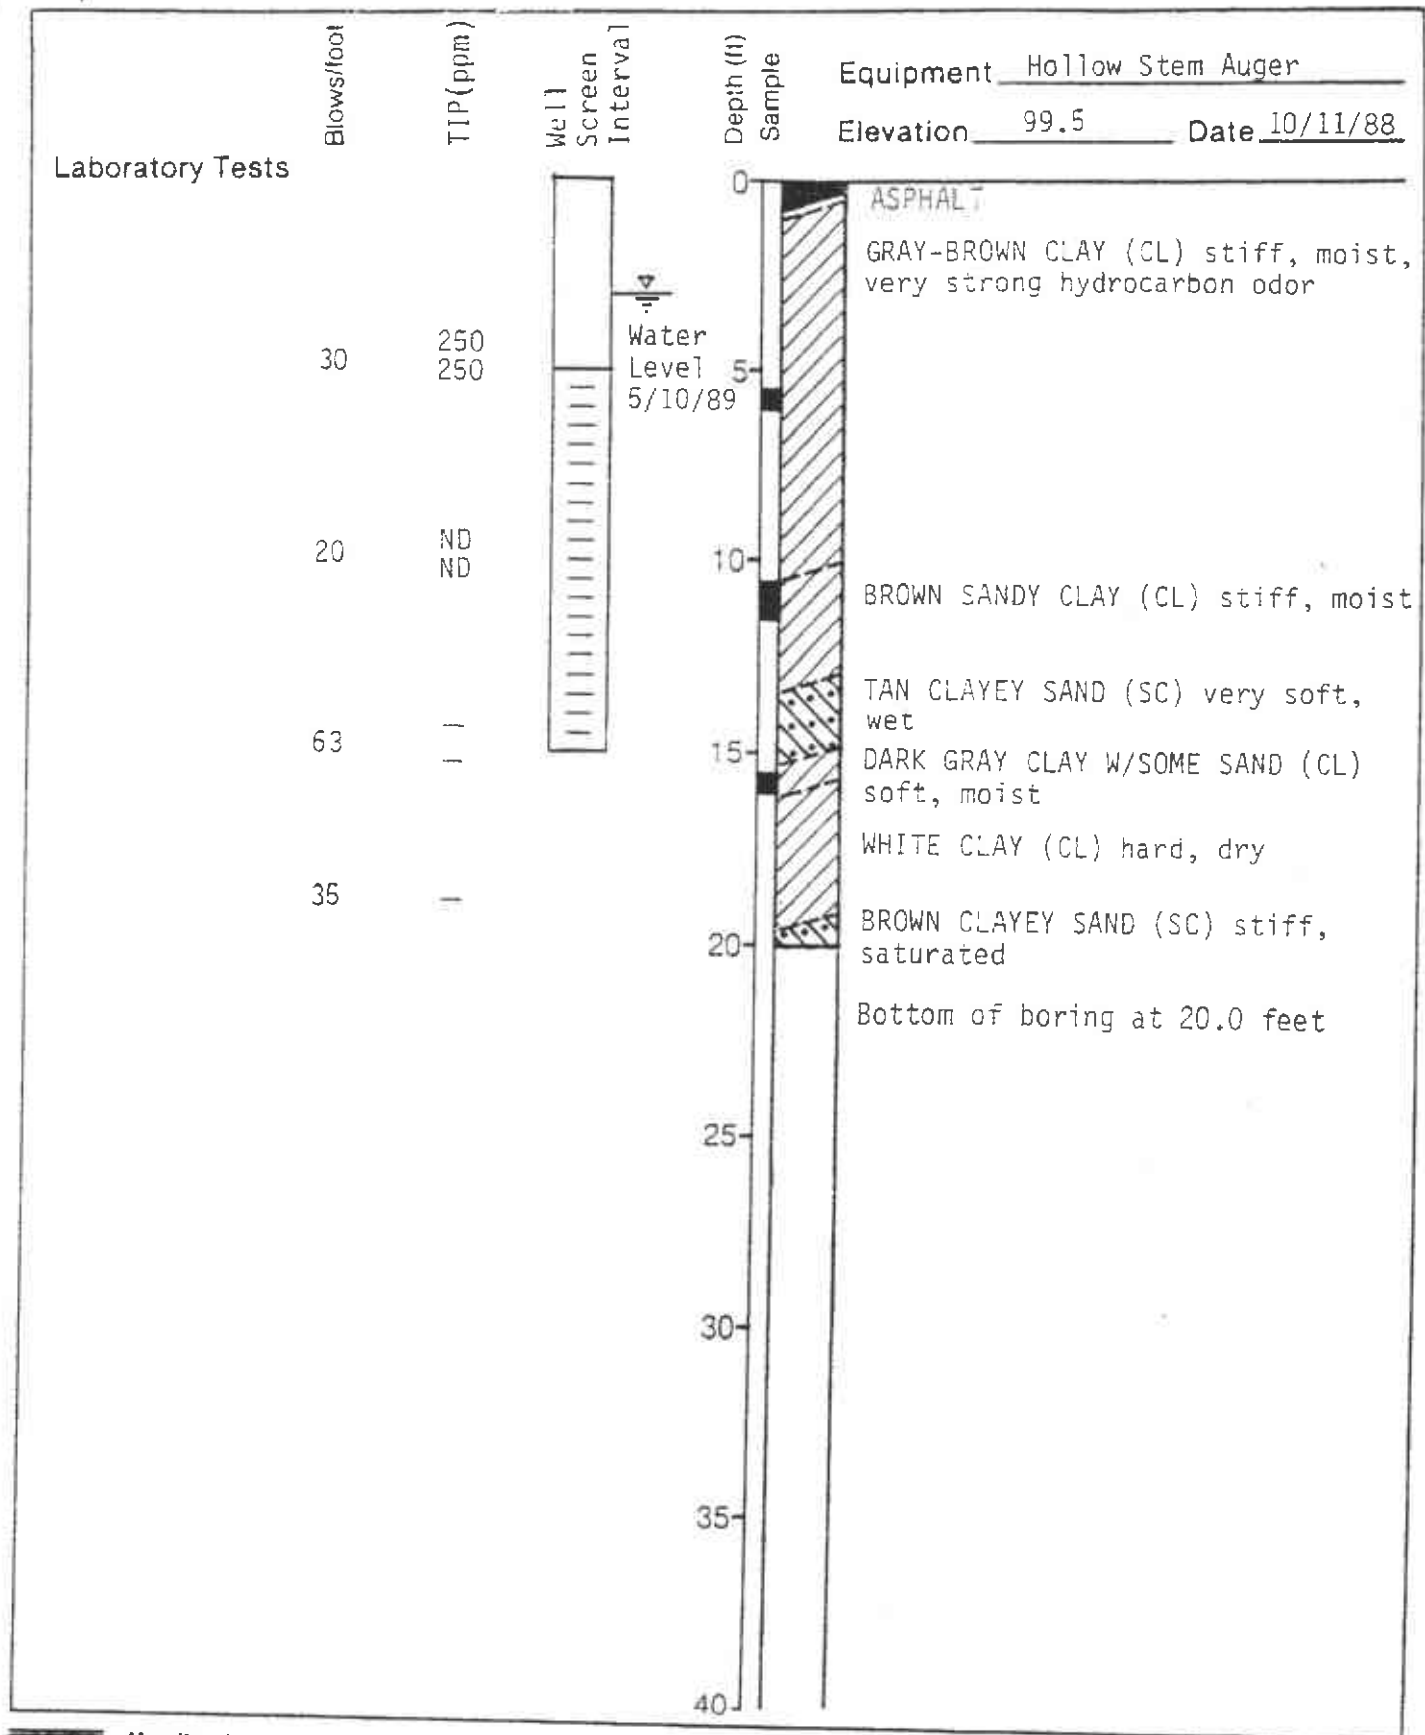 Blows/foot
TIP(ppm)
Well
Screen
Interval
Depth (ft)
Sample
Equipment Hollow Stem Auger
Elevation 99.5 Date 10/11/88
Laboratory Tests
0
ASPHALT
GRAY-BROWN CLAY (CL) stiff, moist,
very strong hydrocarbon odor
30
250
250
Water
Level
5/10/89
5
20
ND
ND
10
BROWN SANDY CLAY (CL) stiff, moist
TAN CLAYEY SAND (SC) very soft,
wet
63
—
—
15
DARK GRAY CLAY W/SOME SAND (CL)
soft, moist
WHITE CLAY (CL) hard, dry
35
—
BROWN CLAYEY SAND (SC) stiff,
saturated
20
Bottom of boring at 20.0 feet
25
30
35
40